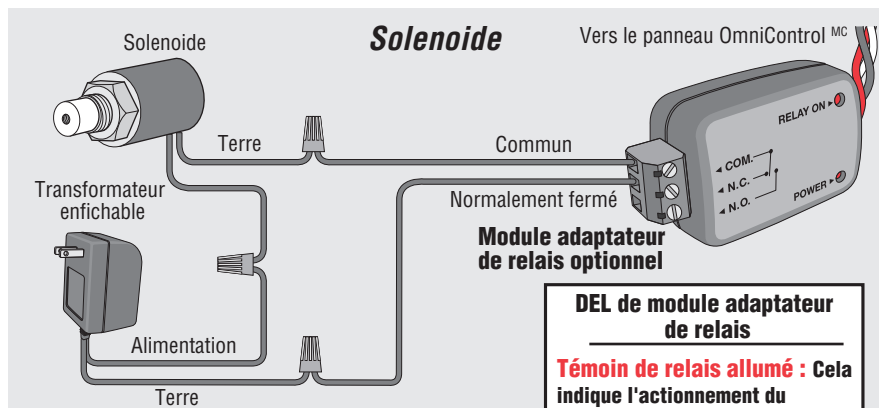 Solenoide
Solenoide
Vers le panneau OmniControl MC
RELAY ON ►
Terre
Commun
◄ COM.
◄ N.C.
◄ N.O.
POWER ►
Transformateur
enfichable
Normalement fermé
Module adaptateur
de relais optionnel
Alimentation
Terre
DEL de module adaptateur
de relais
Témoin de relais allumé : Cela
indique l'actionnement du